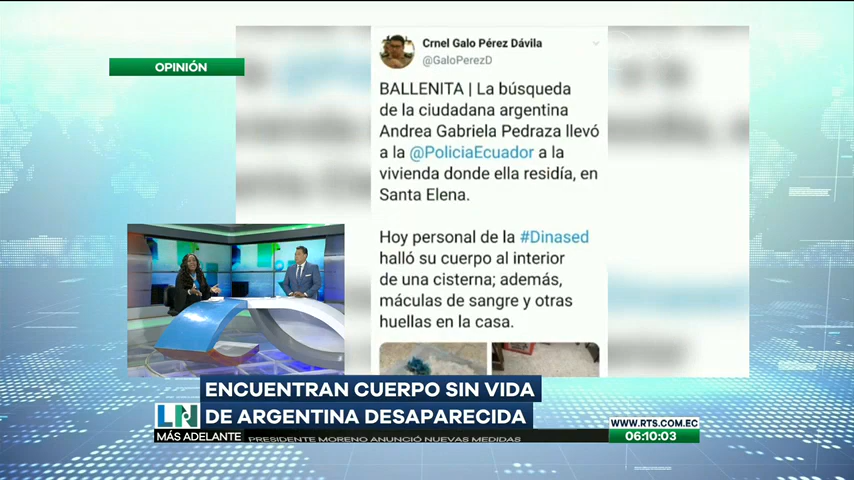 OPINIÓN
Crnel Galo Pérez Dávila
@GaloPerezD
BALLENITA | La búsqueda
de la ciudadana argentina
Andrea Gabriela Pedraza llevó
a la @PoliciaEcuador a la
vivienda donde ella residía, en
Santa Elena.
Hoy personal de la #Dinased
halló su cuerpo al interior
de una cisterna; además,
máculas de sangre y otras
huellas en la casa.
ENCUENTRAN CUERPO SIN VIDA
DE ARGENTINA DESAPARECIDA
LN
MÁS ADELANTE
PRESIDENTE MORENO ANUNCIÓ NUEVAS MEDIDAS
WWW.RTS.COM.EC
06:10:03